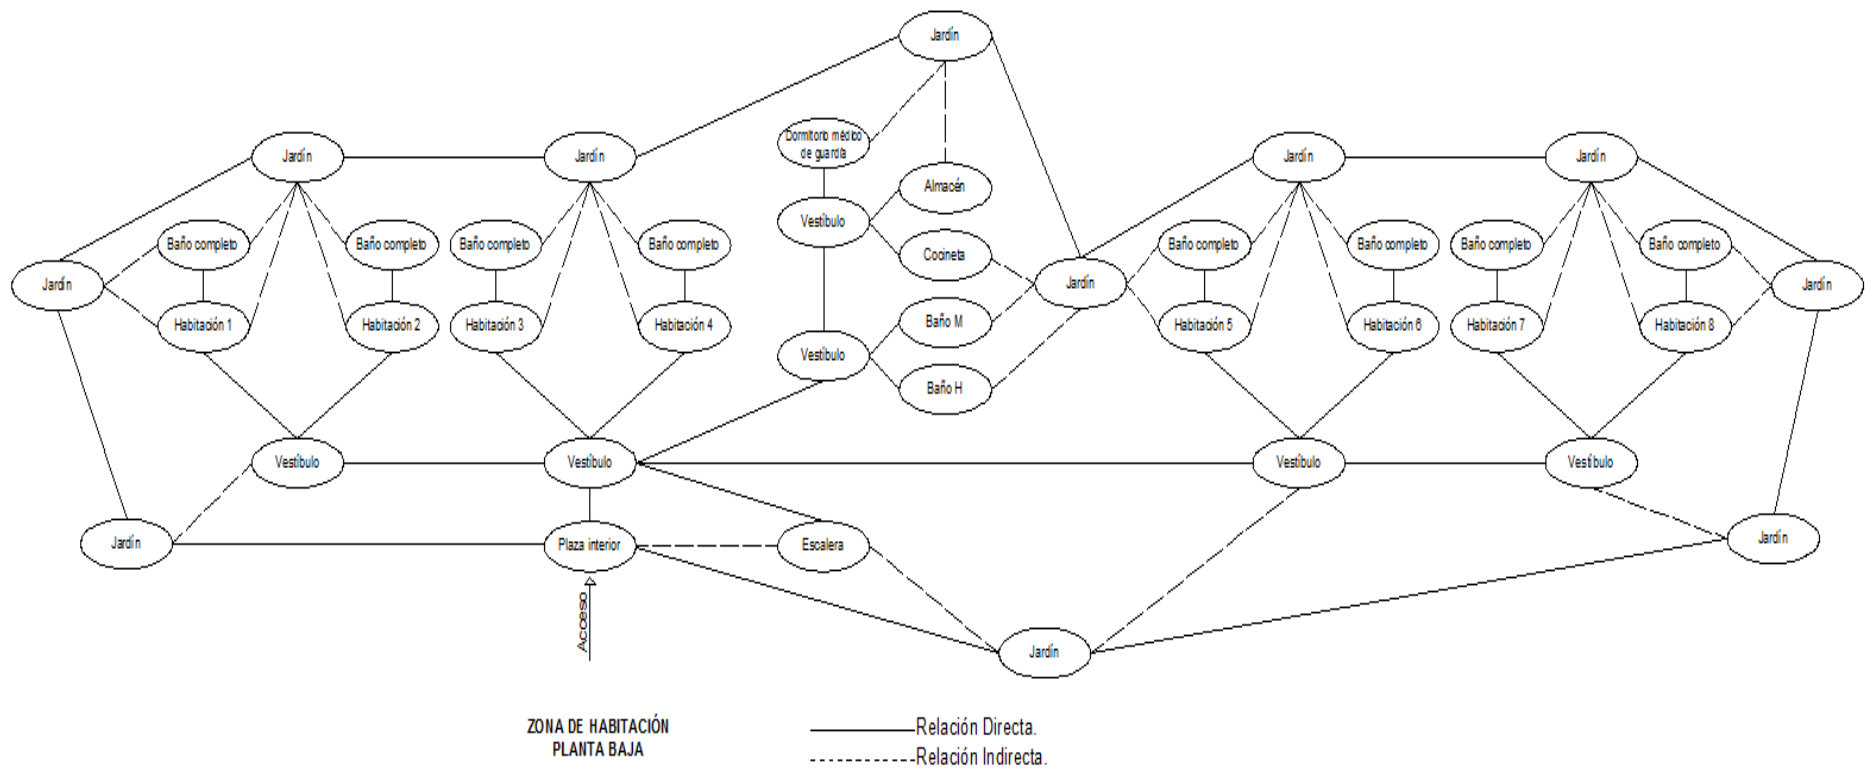 Jardín
Dormitorio médico
de guardía
Jardín
Jardín
Jardín
Jardín
Almacén
Vestíbulo
Baño completo
Baño completo
Baño completo
Baño completo
Cocineta
Baño completo
Baño completo
Baño completo
Baño completo
Jardín
Jardín
Jardín
Habitación 1
Habitación 2
Habitación 3
Habitación 4
Baño M
Habitación 5
Habitación 6
Habitación 7
Habitación 8
Vestíbulo
Baño H
Vestíbulo
Vestíbulo
Vestíbulo
Vestíbulo
Jardín
Plaza interior
Escalera
Jardín
Acceso
Jardín
ZONA DE HABITACIÓN
PLANTA BAJA
Relación Directa.
Relación Indirecta.